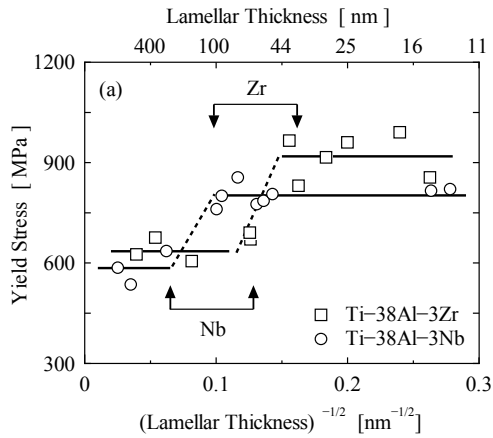 Lamellar Thickness [ nm ]
400 100 44 25 16 11
1200
(a)
Zr
900
Yield Stress [ MPa ]
600
Nb
□ Ti−38Al−3Zr
○ Ti−38Al−3Nb
300
0 0.1 0.2 0.3
(Lamellar Thickness) −1/2 [nm−1/2]